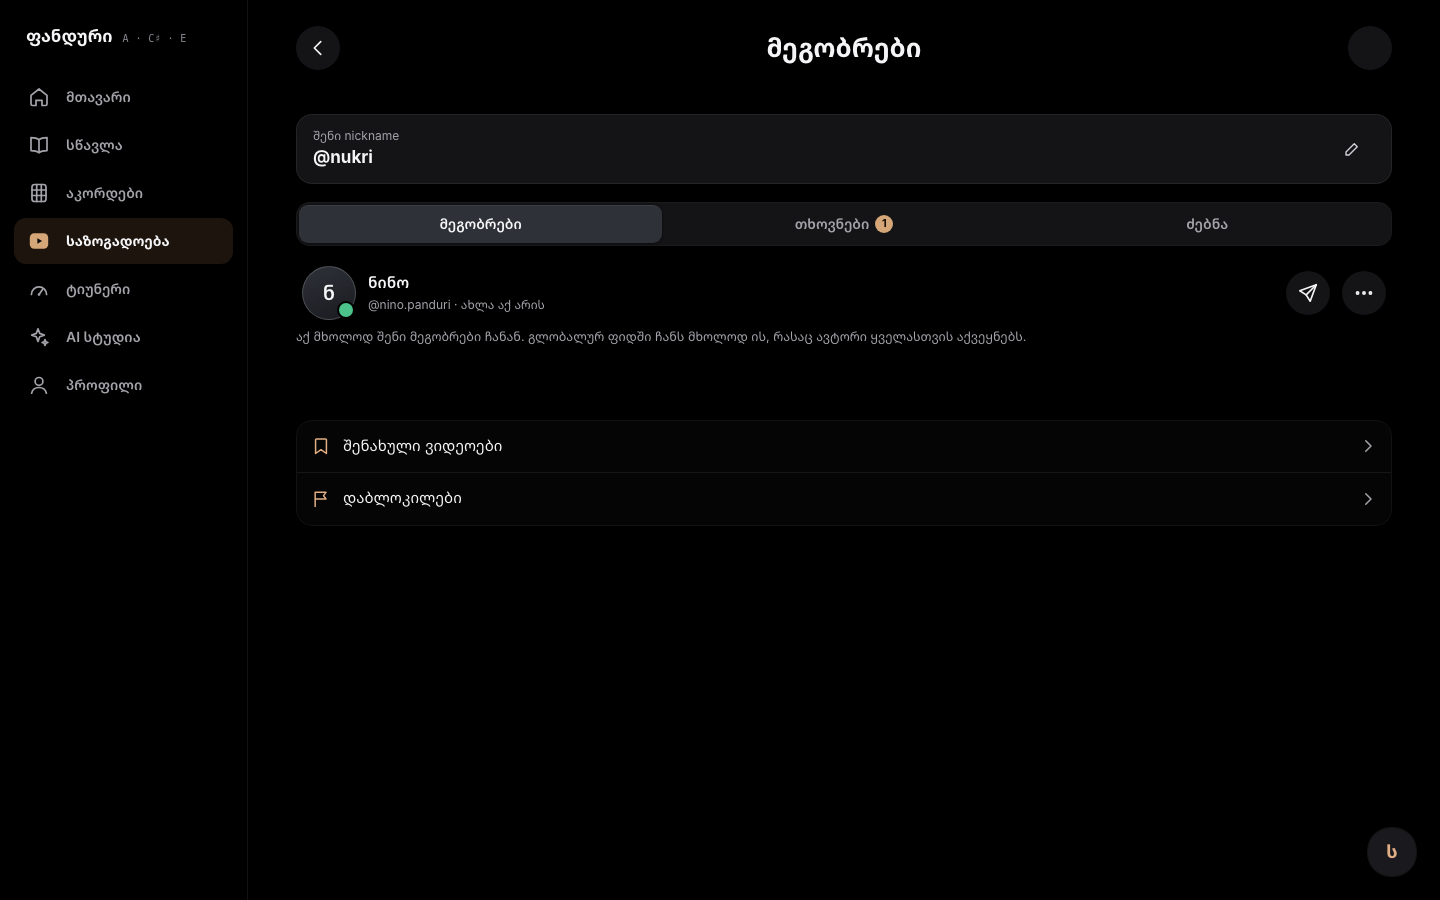 ფანდური A · C♯ · E
მთავარი
სწავლა
აკორდები
საზოგადოება
ტიუნერი
AI სტუდია
პროფილი
მეგობრები
შენი nickname
@nukri
მეგობრები
თხოვნები 1
ძებნა
ნ
ნინო
@nino.panduri · ახლა აქ არის
აქ მხოლოდ შენი მეგობრები ჩანან. გლობალურ ფიდში ჩანს მხოლოდ ის, რასაც ავტორი ყველასთვის აქვეყნებს.
შენახული ვიდეოები
დაბლოკილები
ს